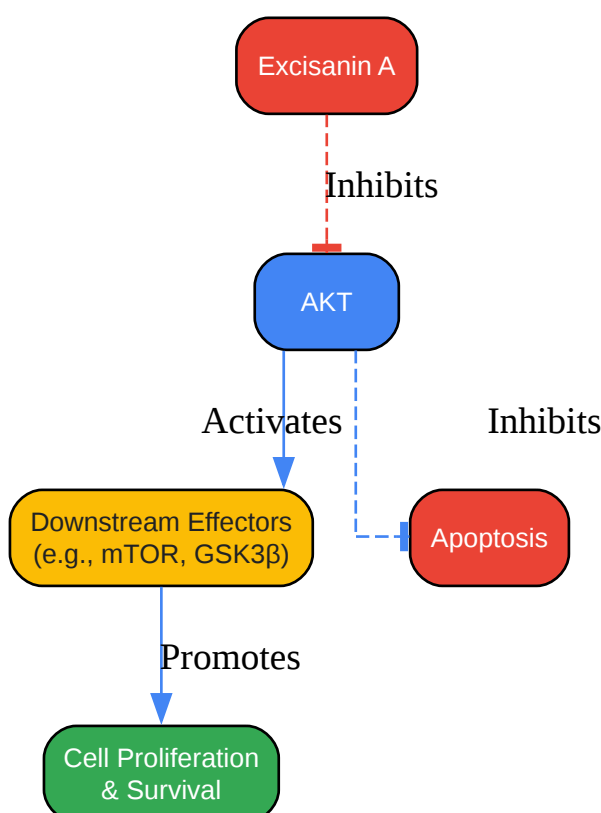 Excisanin A
Inhibits
AKT
Activates
Inhibits
Downstream Effectors
(e.g., mTOR, GSK3β)
Apoptosis
Promotes
Cell Proliferation
& Survival